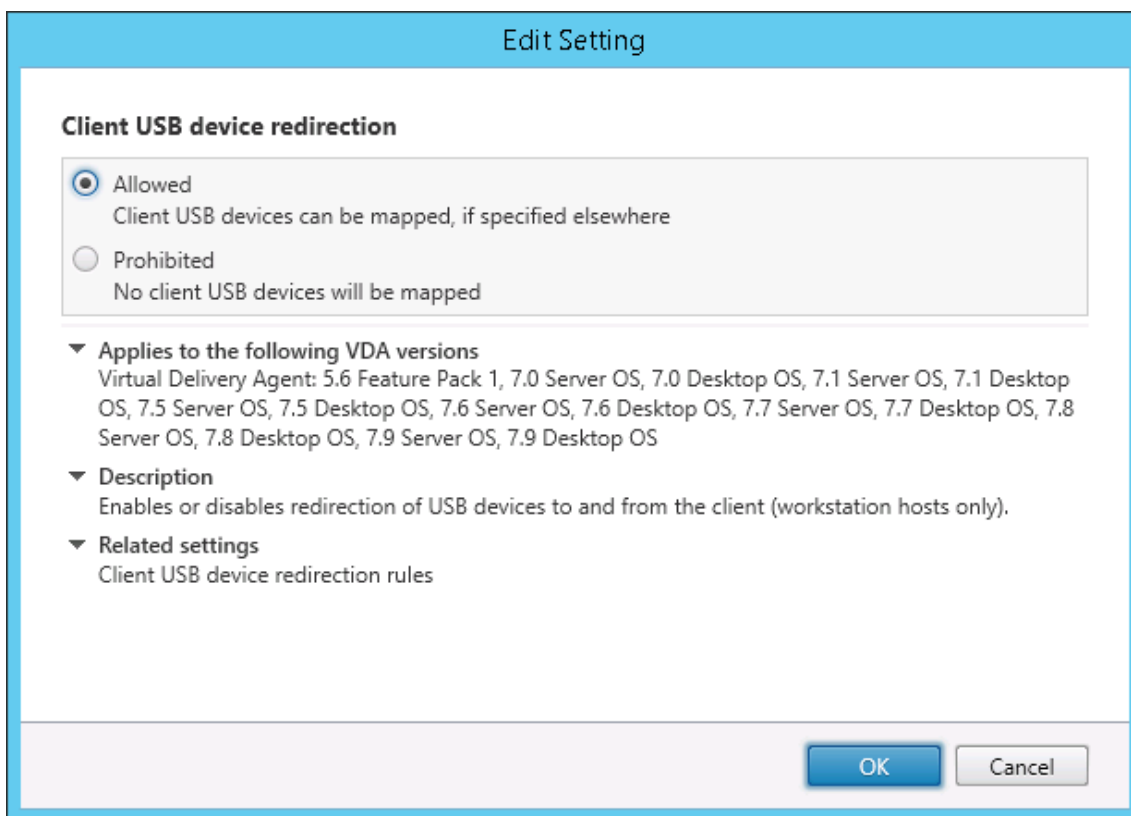 Edit Setting
Client USB device redirection
Allowed
Client USB devices can be mapped, if specified elsewhere
Prohibited
No client USB devices will be mapped
Applies to the following VDA versions
Virtual Delivery Agent: 5.6 Feature Pack 1, 7.0 Server OS, 7.0 Desktop OS, 7.1 Server OS, 7.1 Desktop
OS, 7.5 Server OS, 7.5 Desktop OS, 7.6 Server OS, 7.6 Desktop OS, 7.7 Server OS, 7.7 Desktop OS, 7.8
Server OS, 7.8 Desktop OS, 7.9 Server OS, 7.9 Desktop OS
Description
Enables or disables redirection of USB devices to and from the client (workstation hosts only).
Related settings
Client USB device redirection rules
OK
Cancel